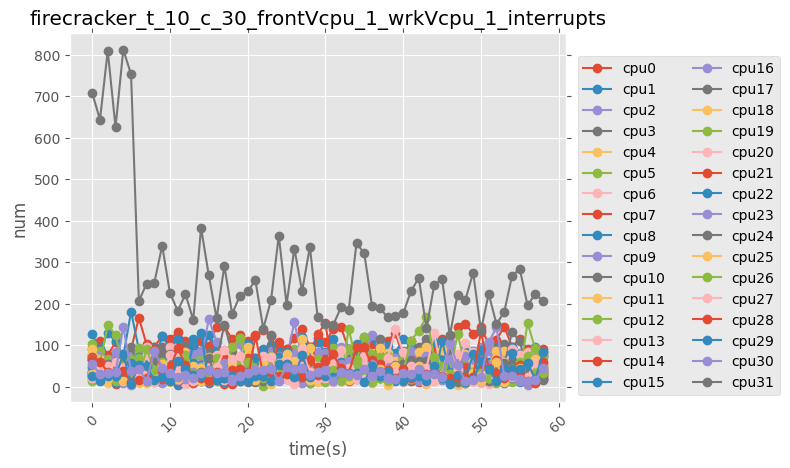 firecracker_t_10_c_30_frontVcpu_1_wrkVcpu_1_interrupts
800
700
600
500
400
300
200
100
0
num
0
10
20
30
40
50
60
time(s)
cpu0
cpu1
cpu2
cpu3
cpu4
cpu5
cpu6
cpu7
cpu8
cpu9
cpu10
cpu11
cpu12
cpu13
cpu14
cpu15
cpu16
cpu17
cpu18
cpu19
cpu20
cpu21
cpu22
cpu23
cpu24
cpu25
cpu26
cpu27
cpu28
cpu29
cpu30
cpu31